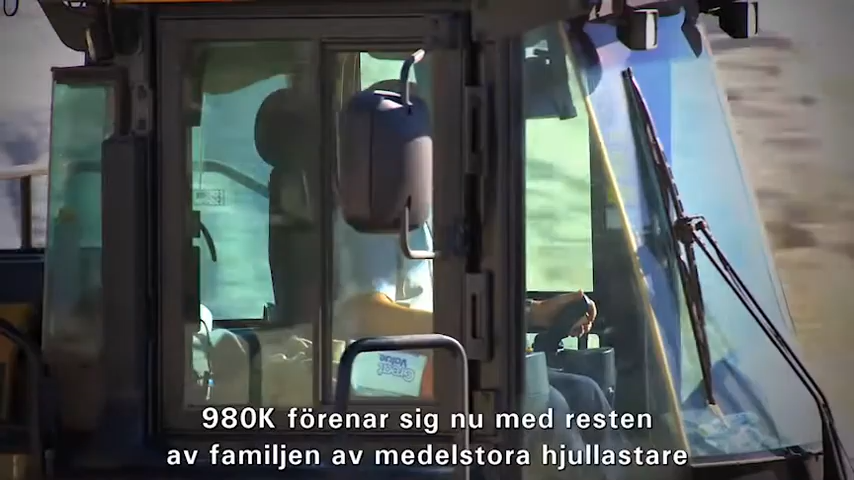 980K förenar sig nu med resten
av familjen av medelstora hjullastare